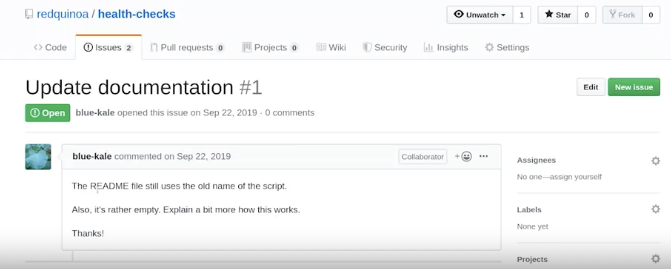 redquinoa / health-checks
Unwatch 1 Star 0 Fork 0
Code Issues 2 Pull requests 0 Projects 0 Wiki Security Insights Settings
Update documentation #1
Edit New issue
Open blue-kale opened this issue on Sep 22, 2019 · 0 comments
blue-kale commented on Sep 22, 2019 Collaborator
The README file still uses the old name of the script.
Also, it's rather empty. Explain a bit more how this works.
Thanks!
Assignees
No one—assign yourself
Labels
None yet
Projects